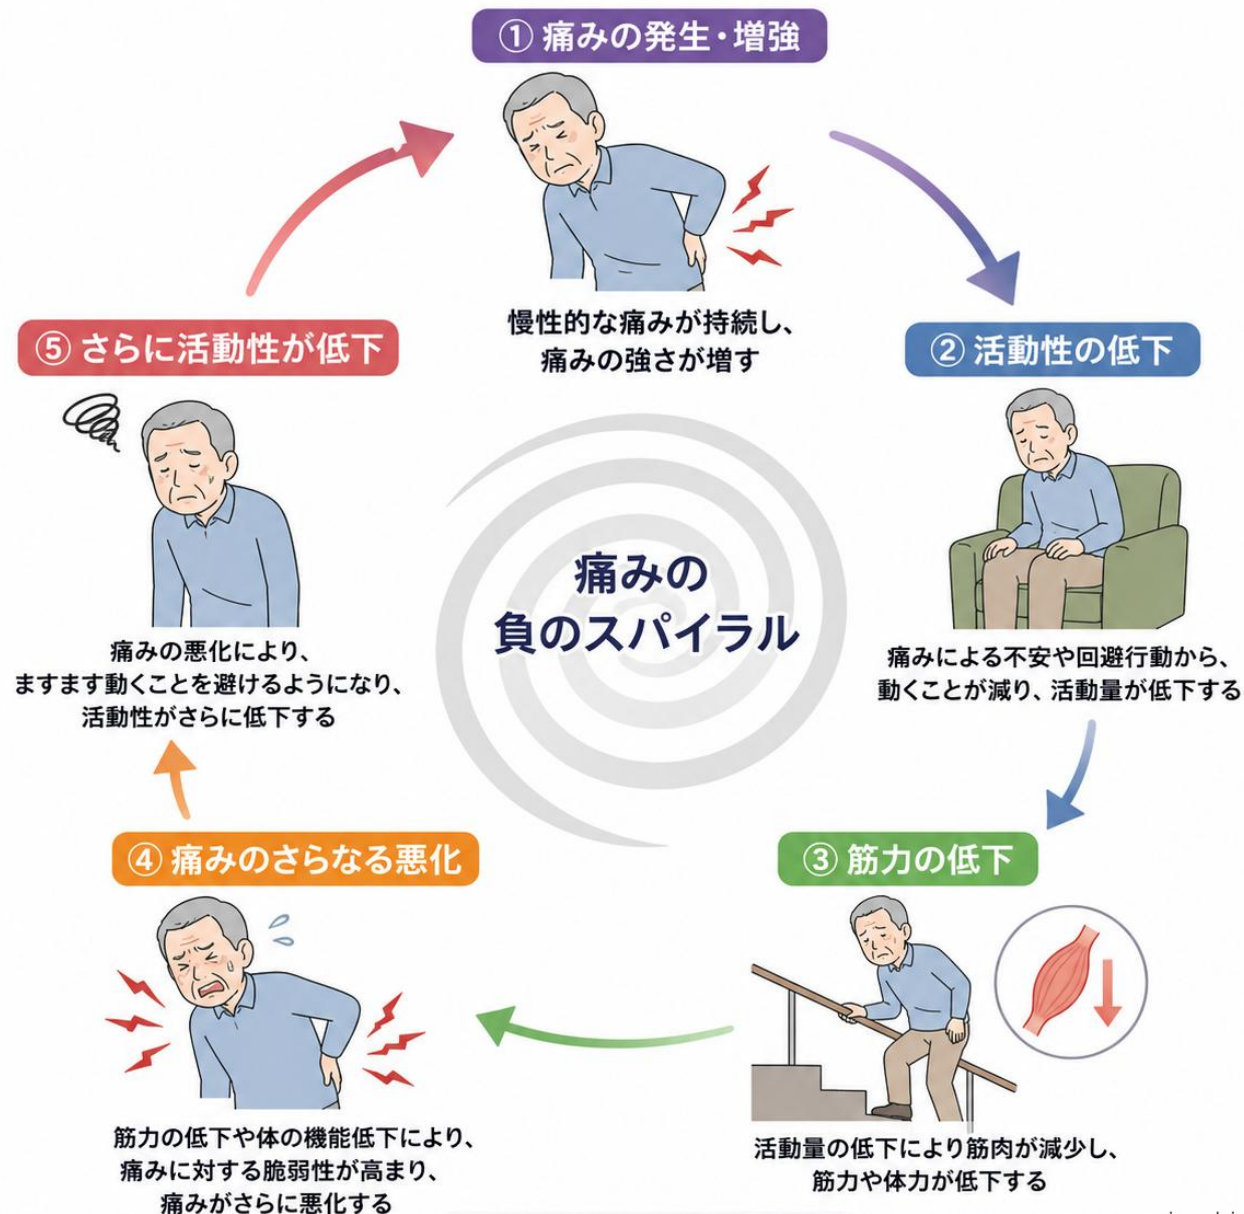 ① 痛みの発生・増強
慢性的な痛みが持続し、
痛みの強さが増す
② 活動性の低下
痛みによる不安や回避行動から、
動くことが減り、活動量が低下する
③ 筋力の低下
活動量の低下により筋肉が減少し、
筋力や体力が低下する
④ 痛みのさらなる悪化
筋力の低下や体の機能低下により、
痛みに対する脆弱性が高まり、
痛みがさらに悪化する
⑤ さらに活動性が低下
痛みの悪化により、
ますます動くことを避けるようになり、
活動性がさらに低下する
痛みの
負のスパイラル